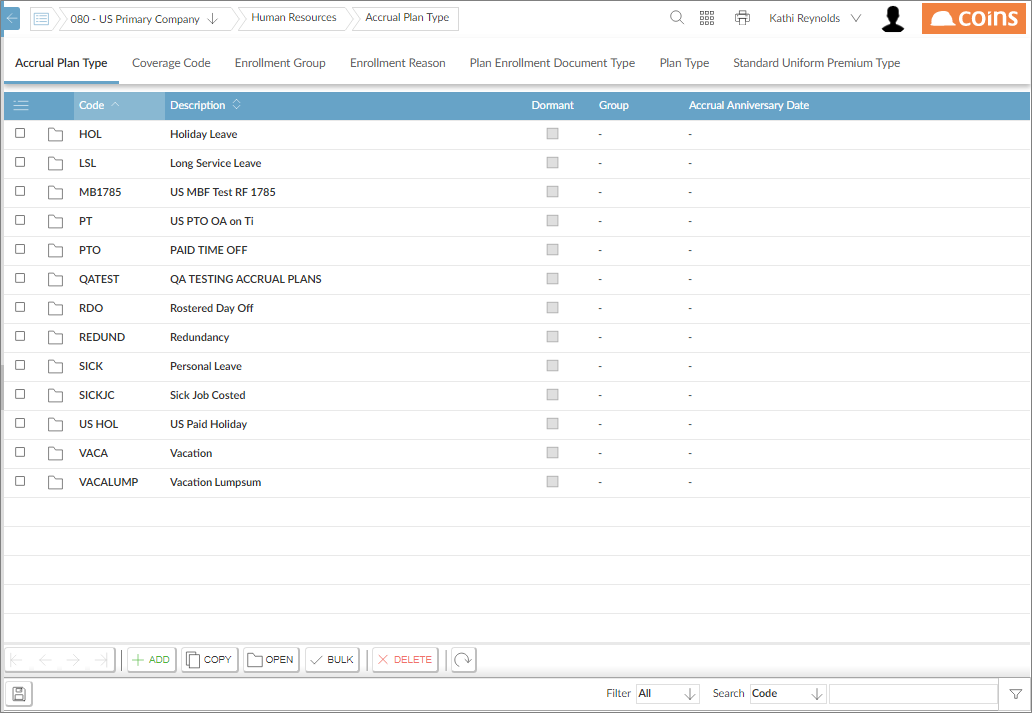 080 - US Primary Company Human Resources Accrual Plan Type Kathi Reynolds coins
Accrual Plan Type Coverage Code Enrollment Group Enrollment Reason Plan Enrollment Document Type Plan Type Standard Uniform Premium Type
Code Description Dormant Group Accrual Anniversary Date
HOL Holiday Leave - -
LSL Long Service Leave - -
MB1785 US MBF Test RF 1785 - -
PT US PTO OA on Ti - -
PTO PAID TIME OFF - -
QATEST QA TESTING ACCRUAL PLANS - -
RDO Rostered Day Off - -
REDUND Redundancy - -
SICK Personal Leave - -
SICKJC Sick Job Costed - -
US HOL US Paid Holiday - -
VACA Vacation - -
VACALUMP Vacation Lumpsum - -
ADD COPY OPEN BULK DELETE
Filter All Search Code